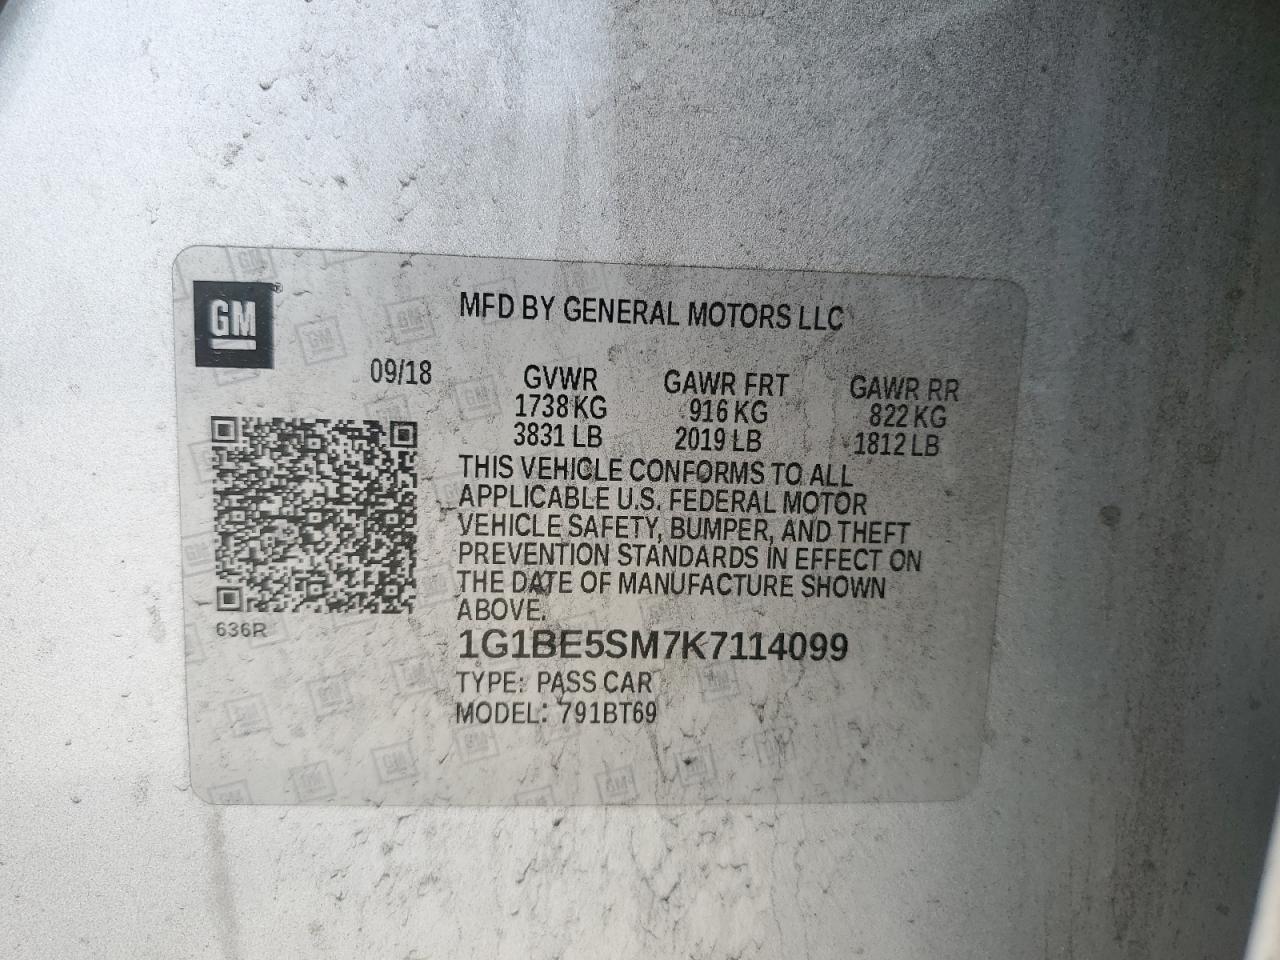 GM
MFD BY GENERAL MOTORS LLC
09/18
GVWR GAWR FRT GAWR RR
1738 KG 916 KG 822 KG
3831 LB 2019 LB 1812 LB
THIS VEHICLE CONFORMS TO ALL
APPLICABLE U.S. FEDERAL MOTOR
VEHICLE SAFETY, BUMPER, AND THEFT
PREVENTION STANDARDS IN EFFECT ON
THE DATE OF MANUFACTURE SHOWN
ABOVE.
636R
1G1BE5SM7K7114099
TYPE: PASS CAR
MODEL: 791BT69